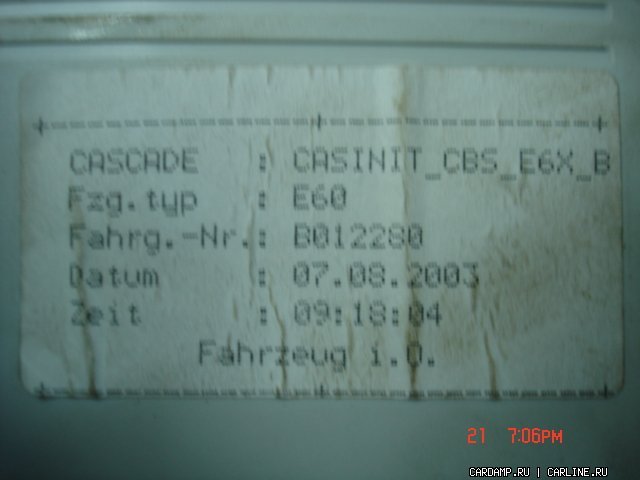 CASCADE : CASINIT_CBS_E6X_B
Fzg.typ : E60
Fahrg.-Nr.: B012280
Datum : 07.08.2003
Zeit : 09:18:04
Fahrzeug i.O.
21 7:06PM
CARDAMP.RU | CARLINE.RU